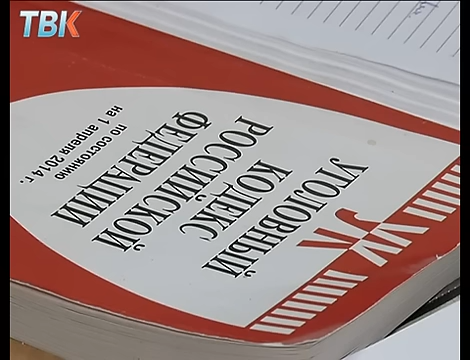 ТВК
УК
УГОЛОВНЫЙ
КОДЕКС
РОССИЙСКОЙ
ФЕДЕРАЦИИ
по состоянию
на 1 апреля 2014 г.